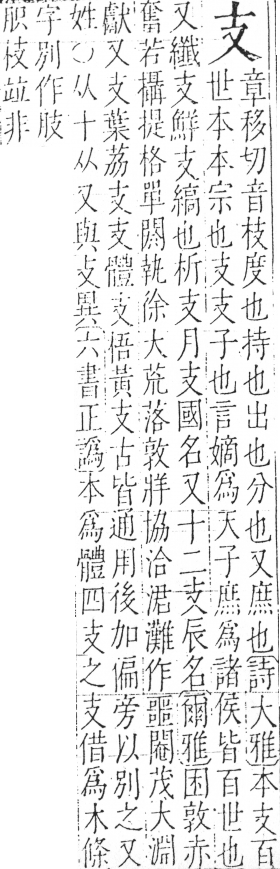 支章移切音枝度也持也出也分也又庶也詩大雅本支百
世本本宗也支支子也言嫡爲天子庶爲諸侯皆百世也
又纖支鮮支縞也析支月支國名又十二支辰名爾雅困敦赤
奮若攝提格單閼執徐大荒落敦牂協洽涒灘作噩閹茂大淵
獻又支葉荔支支體支梧黃支古皆通用後加偏旁以別之又
姓○从十从又與攴異六書正譌本爲體四支之支借爲木條
字別作肢
胑枝竝非